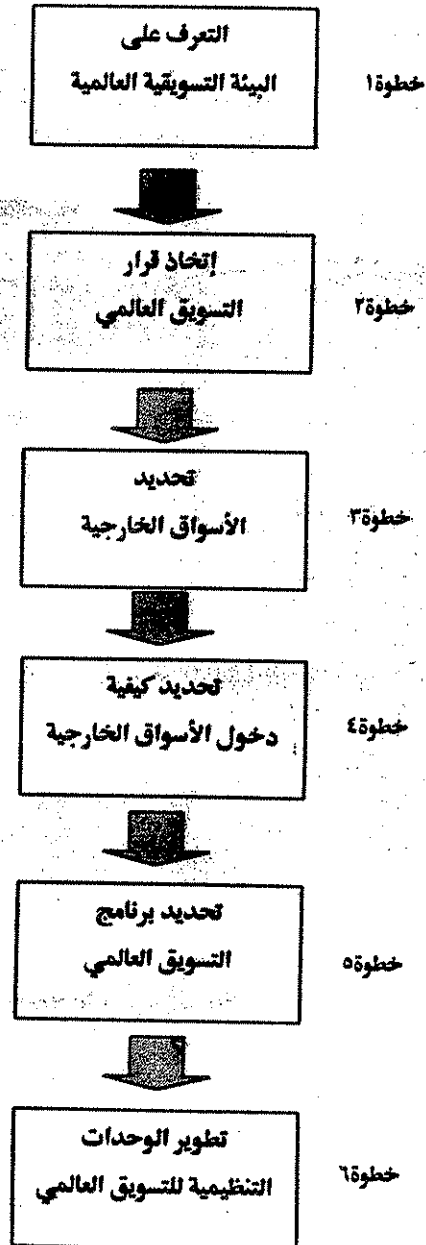 التعرف على
البيئة التسويقية العالمية
خطوة١
إتخاذ قرار
التسويق العالمي
خطوة٢
تحديد
الأسواق الخارجية
خطوة٣
تحديد كيفية
دخول الأسواق الخارجية
خطوة٤
تحديد برنامج
التسويق العالمي
خطوة٥
تطوير الوحدات
التنظيمية للتسويق العالمي
خطوة٦